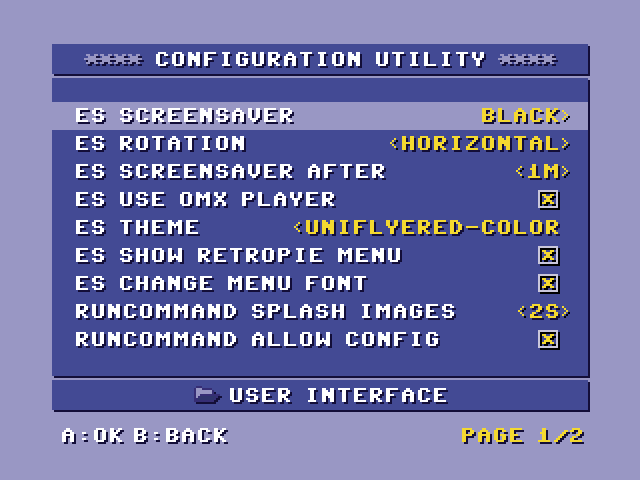 **** CONFIGURATION UTILITY ****
ES SCREENSAVER BLACK>
ES ROTATION <HORIZONTAL>
ES SCREENSAVER AFTER <1M>
ES USE OMX PLAYER
ES THEME <UNIFLYERED-COLOR
ES SHOW RETROPIE MENU
ES CHANGE MENU FONT
RUNCOMMAND SPLASH IMAGES <2S>
RUNCOMMAND ALLOW CONFIG
USER INTERFACE
A:OK B:BACK PAGE 1/2